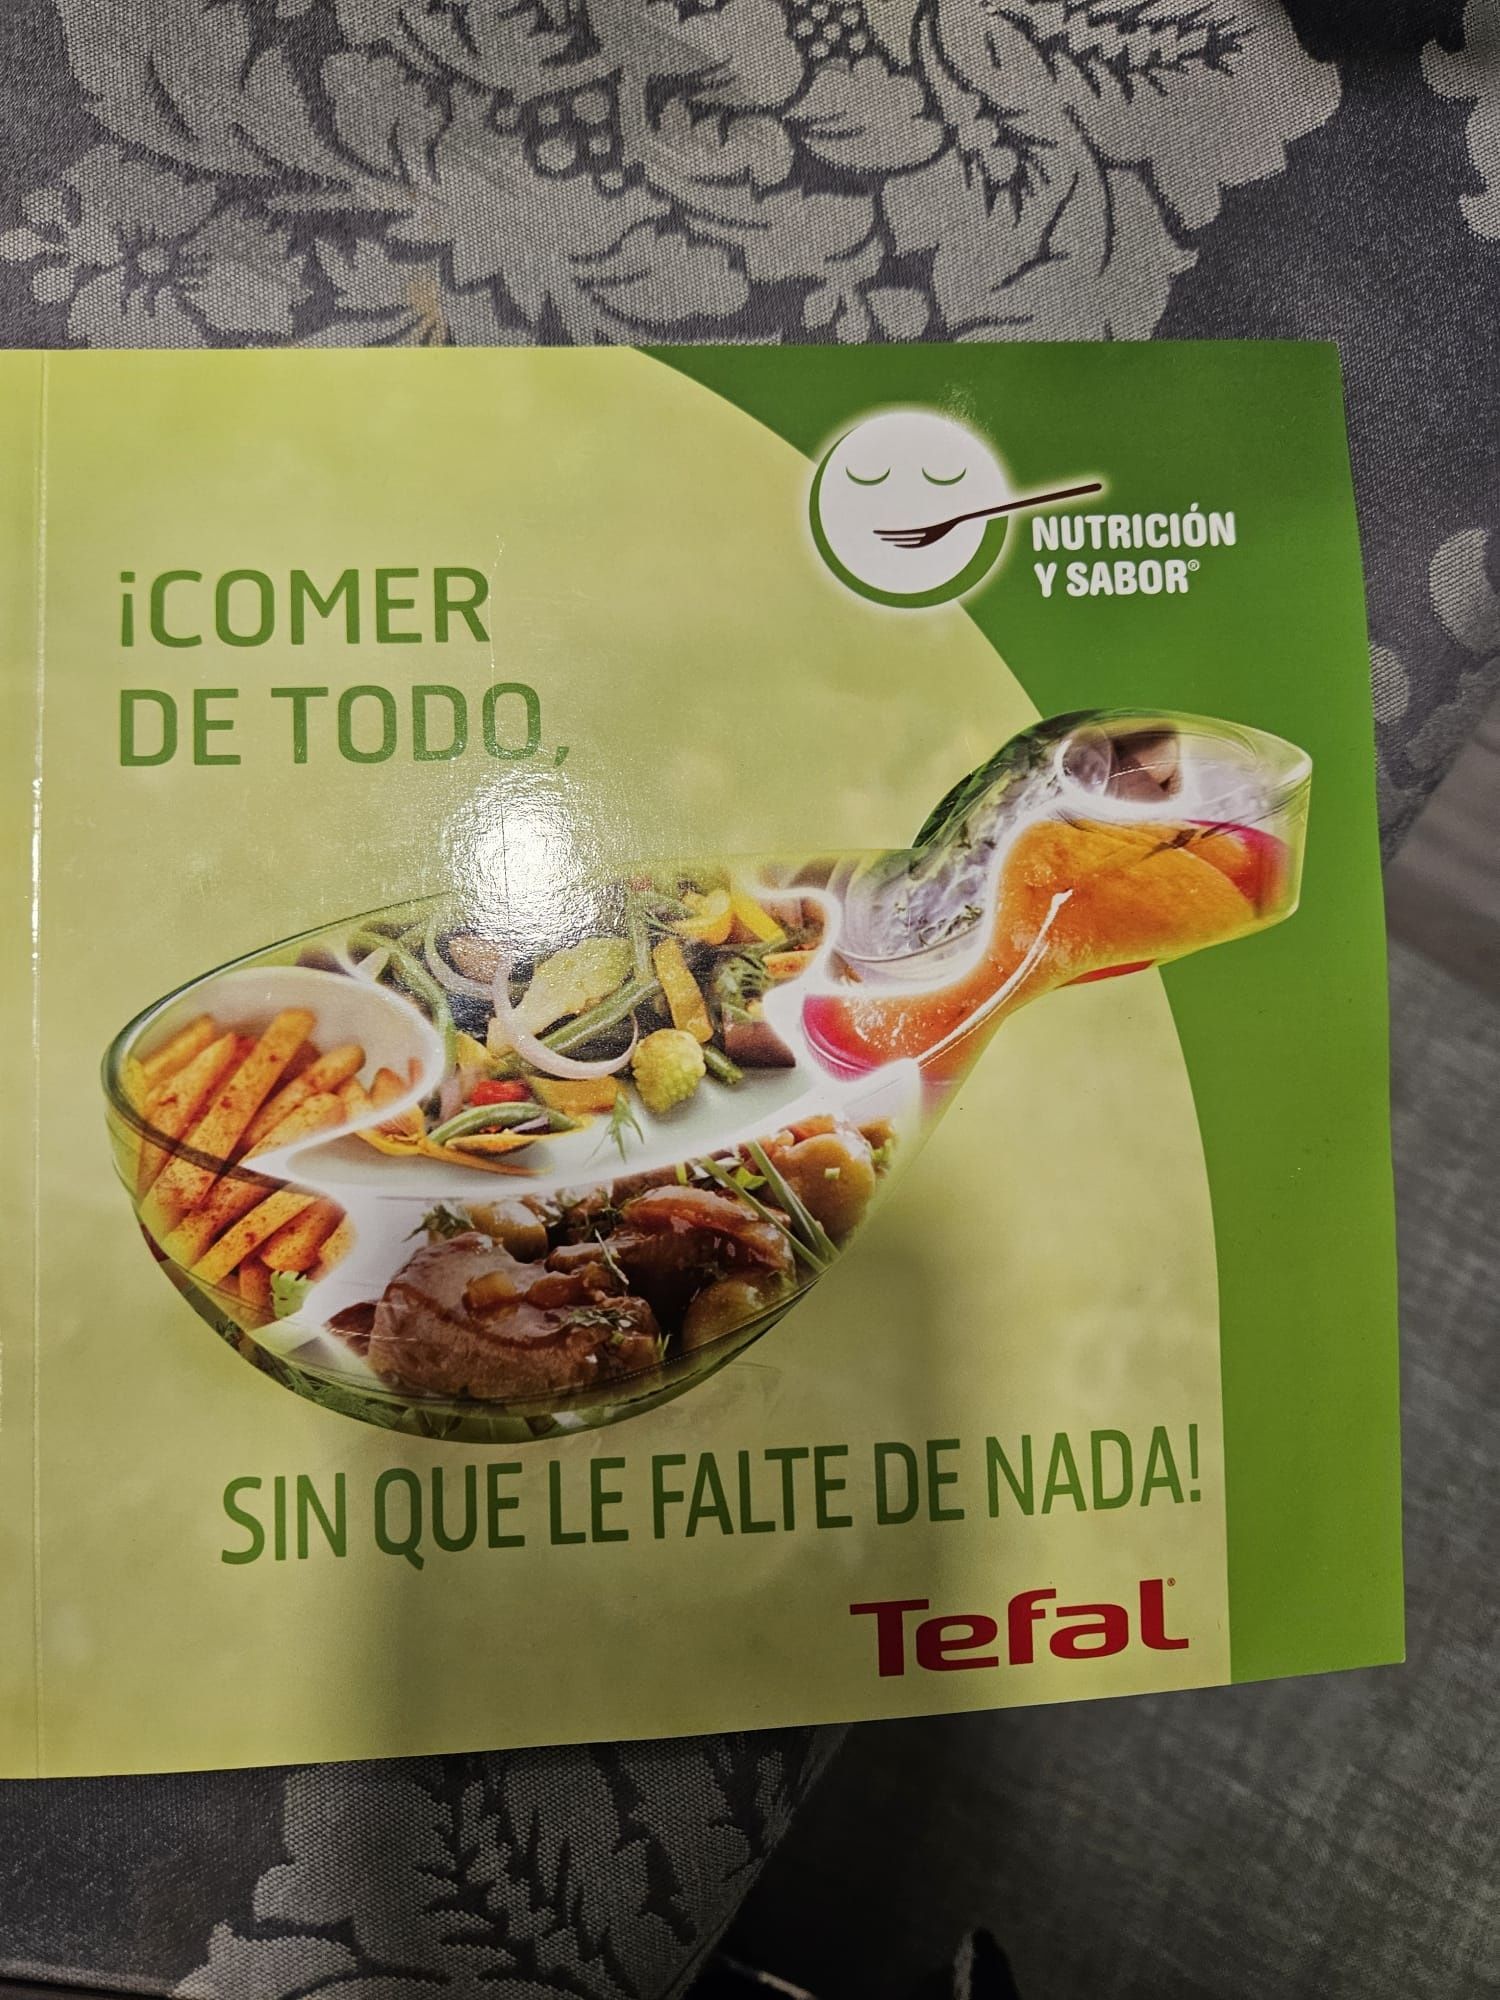 NUTRICIÓN
Y SABOR®
¡COMER
DE TODO,
SIN QUE LE FALTE DE NADA!
Tefal®